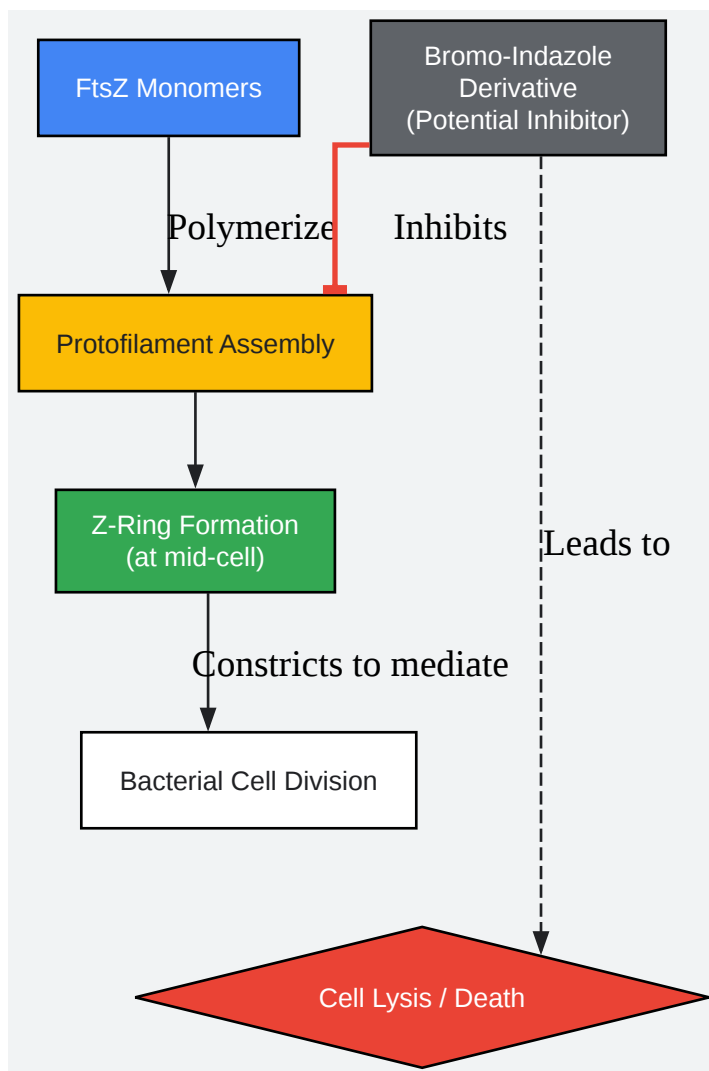 FtsZ Monomers
Bromo-Indazole
Derivative
(Potential Inhibitor)
Polymerize
Inhibits
Protofilament Assembly
Z-Ring Formation
(at mid-cell)
Leads to
Constricts to mediate
Bacterial Cell Division
Cell Lysis / Death